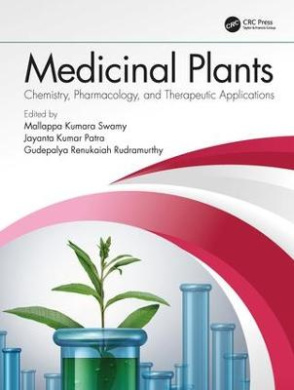 CRC
CRC Press
Taylor & Francis Group
Medicinal Plants
Chemistry, Pharmacology, and Therapeutic Applications
Edited by
Mallappa Kumara Swamy
Jayanta Kumar Patra
Gudepalya Renukaiah Rudramurthy